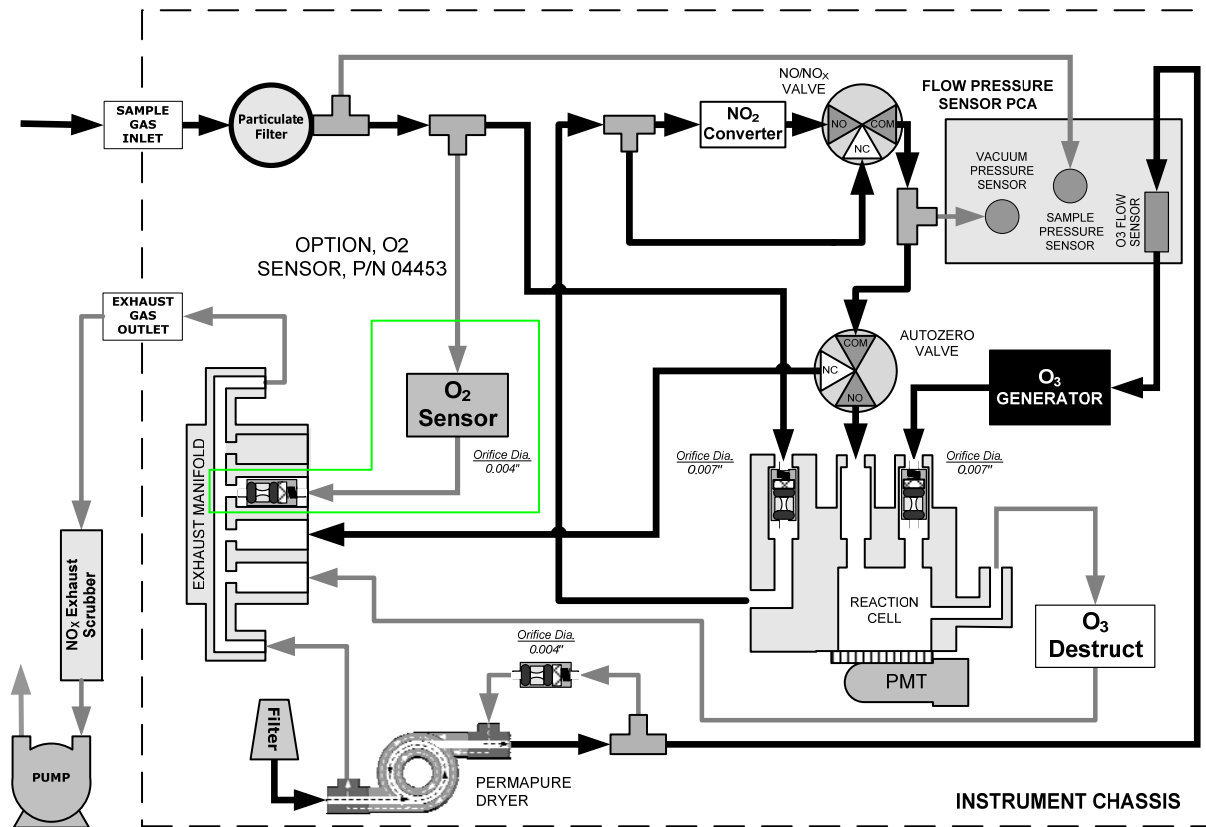 SAMPLE
GAS
INLET
Particulate
Filter
NO/NOX
VALVE
NO2
Converter
NO
COM
NC
FLOW PRESSURE
SENSOR PCA
VACUUM
PRESSURE
SENSOR
SAMPLE
PRESSURE
SENSOR
O3 FLOW
SENSOR
OPTION, O2
SENSOR, P/N 04453
EXHAUST
GAS
OUTLET
AUTOZERO
VALVE
COM
NC
NO
O3
GENERATOR
O2
Sensor
Orifice Dia.
0.004"
Orifice Dia.
0.007"
Orifice Dia.
0.007"
EXHAUST MANIFOLD
NOX Exhaust
Scrubber
REACTION
CELL
O3
Destruct
PMT
Orifice Dia.
0.004"
Filter
PERMAPURE
DRYER
PUMP
INSTRUMENT CHASSIS